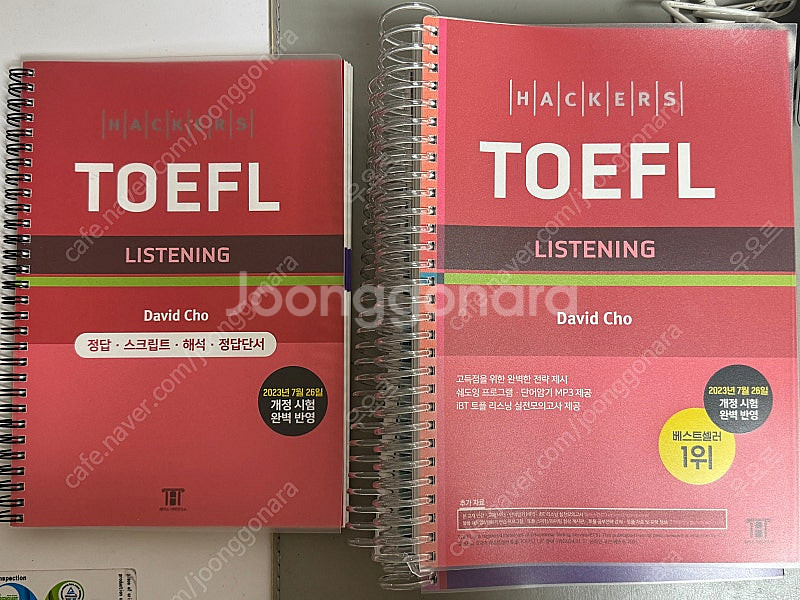 HACKERS
TOEFL
LISTENING
David Cho
정답 · 스크립트 · 해석 · 정답단서
2023년 7월 26일
개정 시험
완벽 반영
HACKERS
TOEFL
LISTENING
David Cho
고득점을 위한 완벽한 전략 제시
쉐도잉 프로그램 · 단어암기 MP3 제공
iBT 토플 리스닝 실전모의고사 제공
2023년 7월 26일
개정 시험
완벽 반영
베스트셀러
1위
추가 자료
Joonggonara
cafe.naver.com/joonggonara